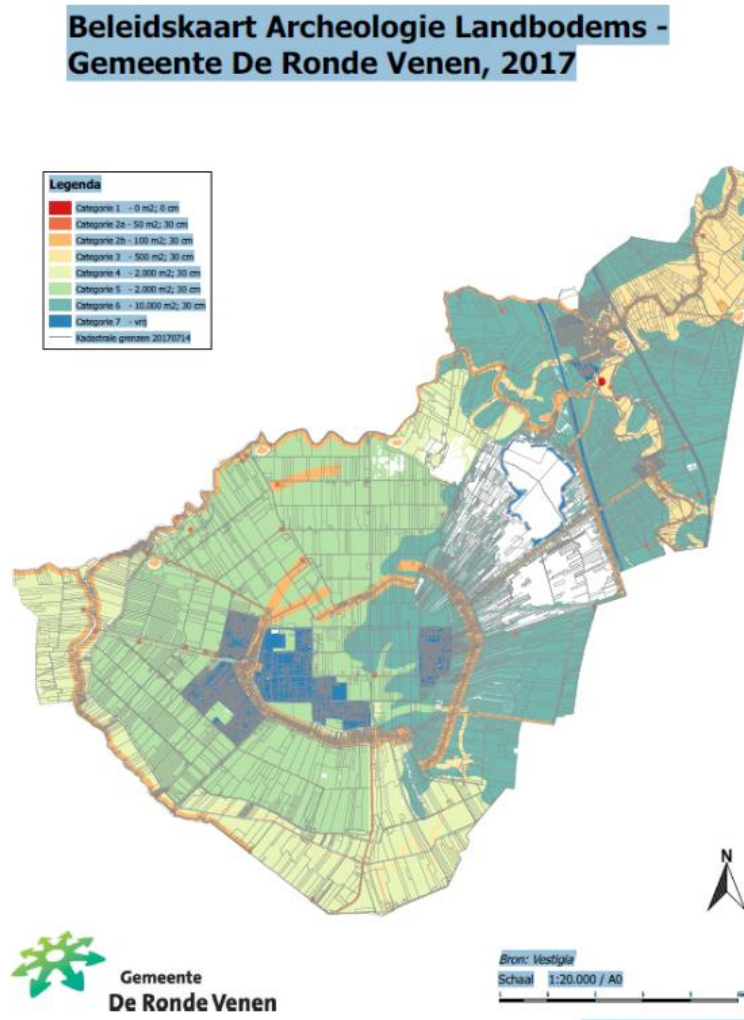 Beleidskaart Archeologie Landbodems -
Gemeente De Ronde Venen, 2017
Legenda
Categorie 1 - 0 m2; 0 cm
Categorie 2a - 50 m2; 30 cm
Categorie 2b - 100 m2; 30 cm
Categorie 3 - 500 m2; 30 cm
Categorie 4 - 2.000 m2; 30 cm
Categorie 5 - 2.000 m2; 30 cm
Categorie 6 - 10.000 m2; 30 cm
Categorie 7 - vrij
Kadastrale grenzen 20170714
N
Gemeente
De Ronde Venen
Bron: Vestigia
Schaal 1:20.000 / A0